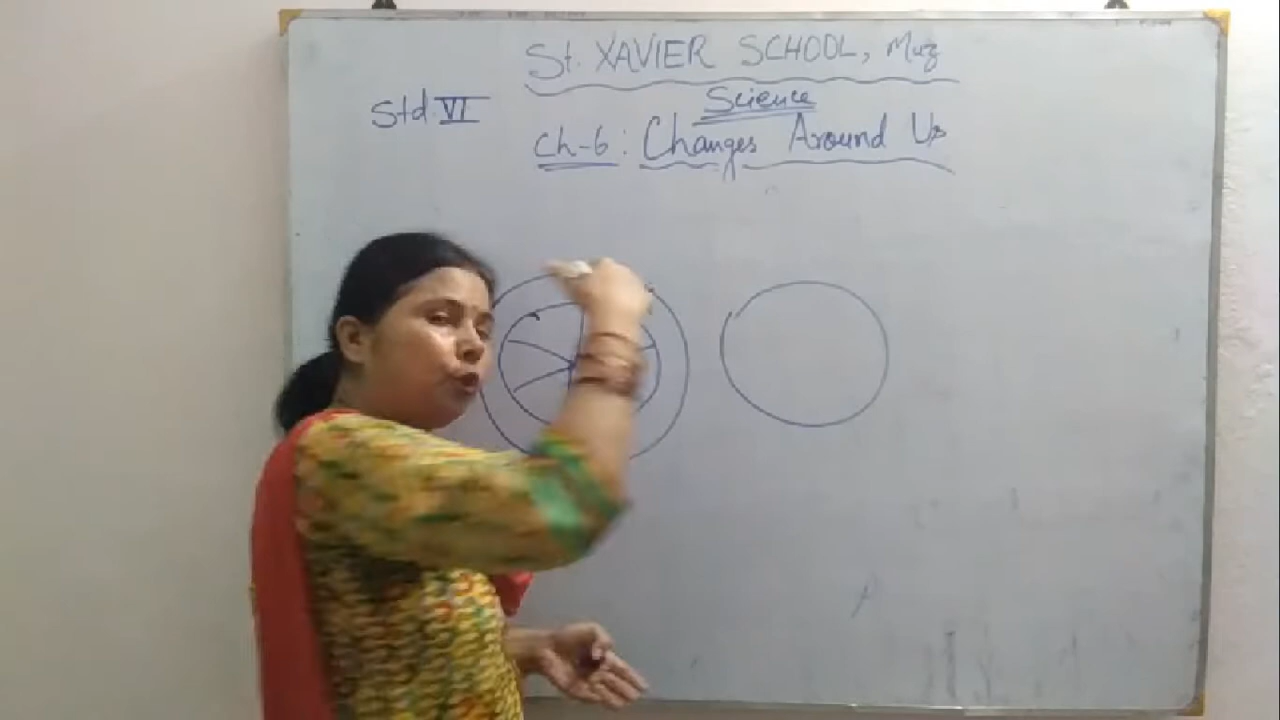 St. XAVIER SCHOOL, Muz
Science
Std. VI
Ch-6: Changes Around Us